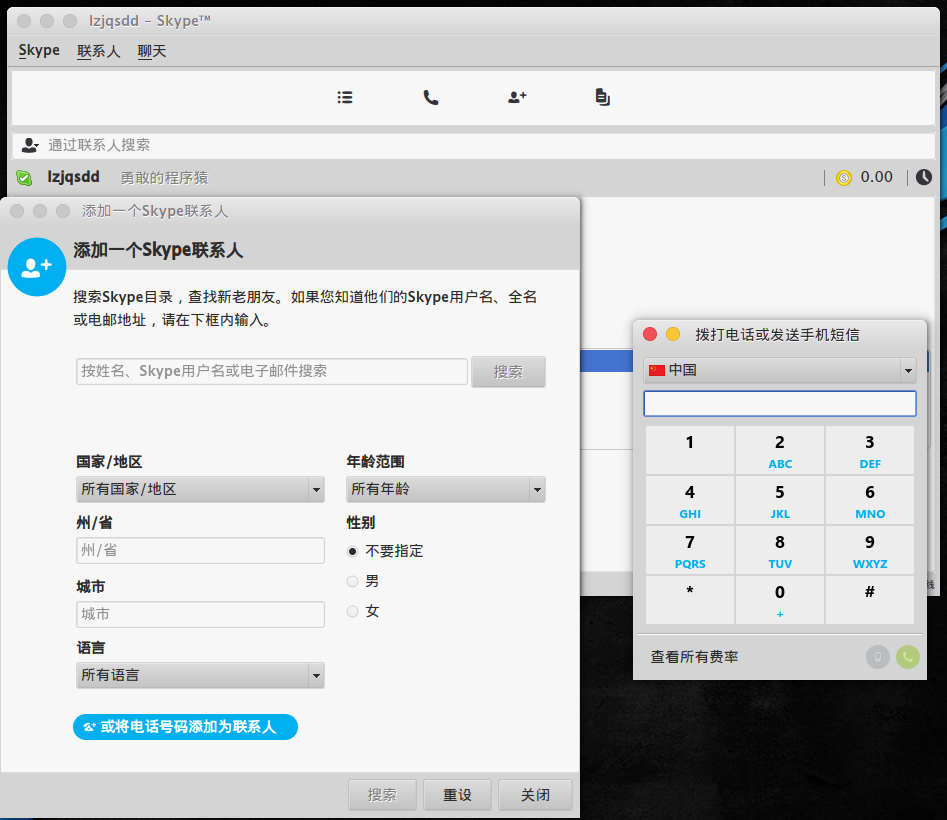 lzjqsdd - Skype™
Skype 联系人 聊天
通过联系人搜索
lzjqsdd 勇敢的程序猿 0.00
添加一个Skype联系人
添加一个Skype联系人
搜索Skype目录，查找新老朋友。如果您知道他们的Skype用户名、全名
或电邮地址，请在下框内输入。
按姓名、Skype用户名或电子邮件搜索 搜索
国家/地区 年龄范围
所有国家/地区 所有年龄
州/省 性别
州/省 不要指定
城市 男
城市 女
语言
所有语言
或将电话号码添加为联系人
搜索 重设 关闭
拨打电话或发送手机短信
中国
1 2 3
ABC DEF
4 5 6
GHI JKL MNO
7 8 9
PQRS TUV WXYZ
* 0 #
+
查看所有费率
线